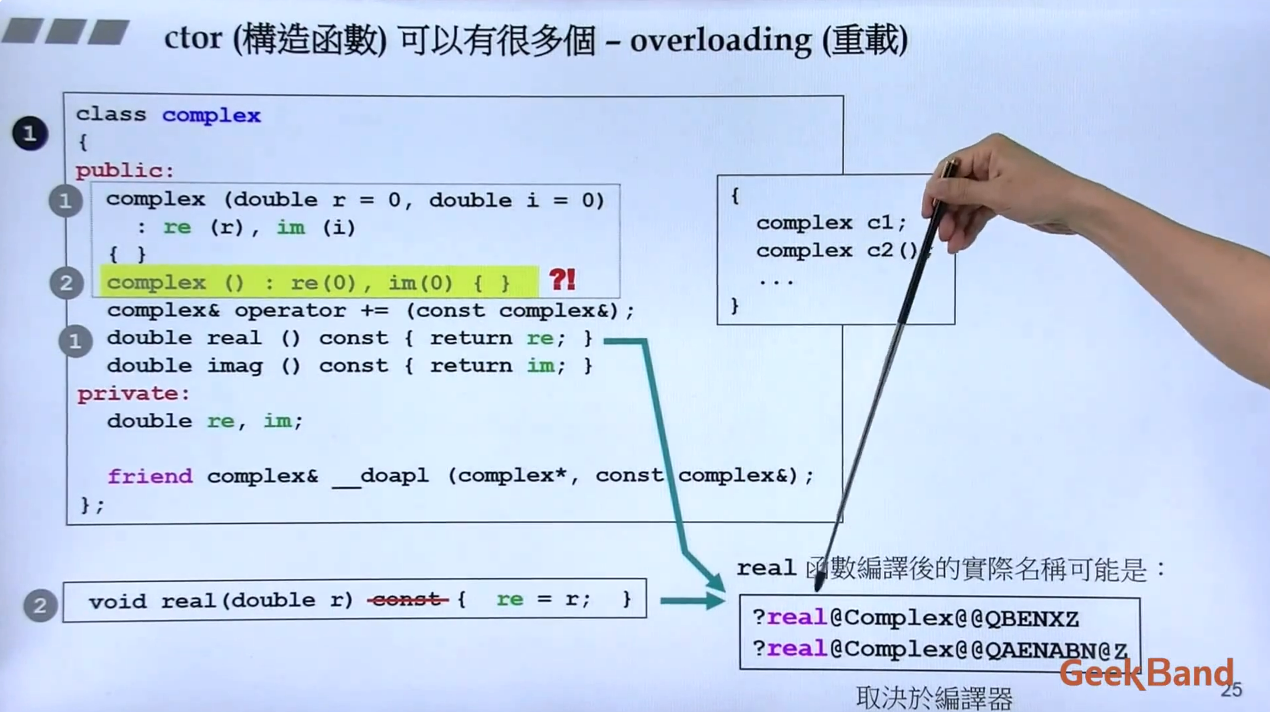 ctor (構造函數) 可以有很多個 – overloading (重載)
1
class complex
{
public:
1
complex (double r = 0, double i = 0)
: re (r), im (i)
{ }
2
complex () : re(0), im(0) { }
?!
complex& operator += (const complex&);
1
double real () const { return re; }
double imag () const { return im; }
private:
double re, im;
friend complex& __doapl (complex*, const complex&);
};
{
complex c1;
complex c2();
...
}
2
void real(double r) const { re = r; }
real 函數編譯後的實際名稱可能是：
?real@Complex@@QBENXZ
?real@Complex@@QAENABN@Z
取決於編譯器
GeekBand
25